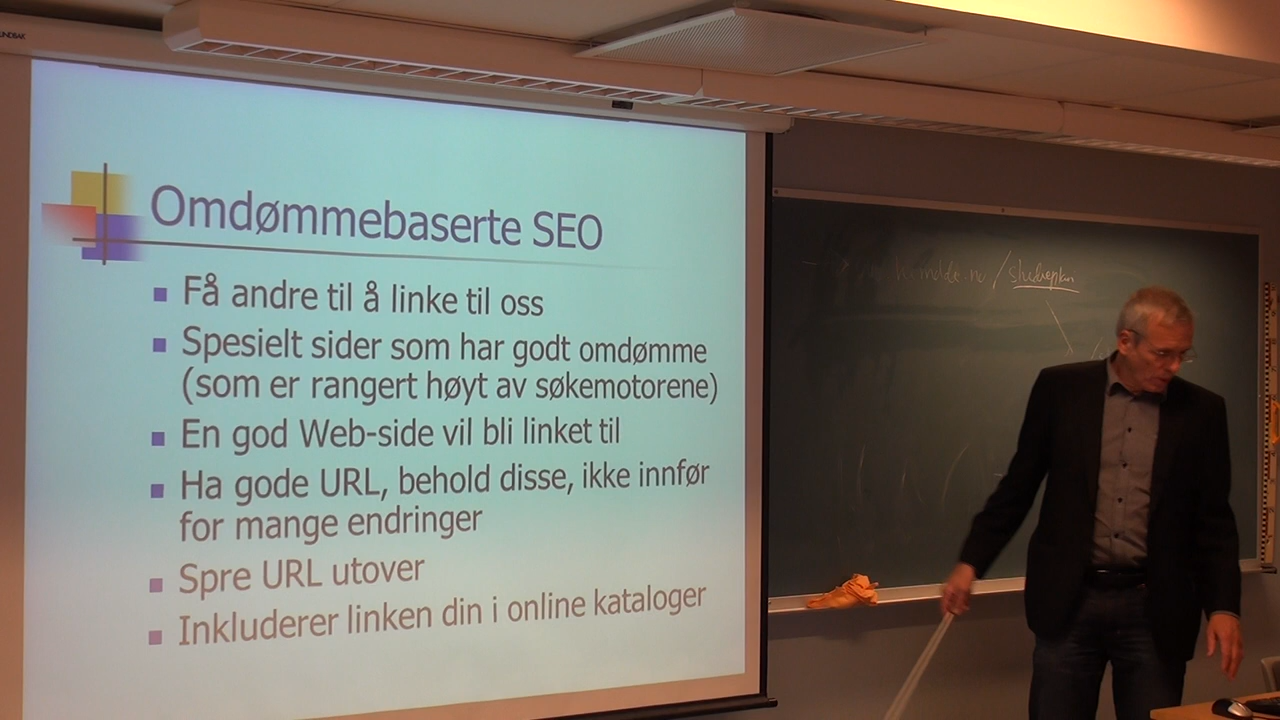 Omdømmebaserte SEO
Få andre til å linke til oss
Spesielt sider som har godt omdømme
(som er rangert høyt av søkemotorene)
En god Web-side vil bli linket til
Ha gode URL, behold disse, ikke innfør
for mange endringer
Spre URL utover
Inkluderer linken din i online kataloger
/ studieplan